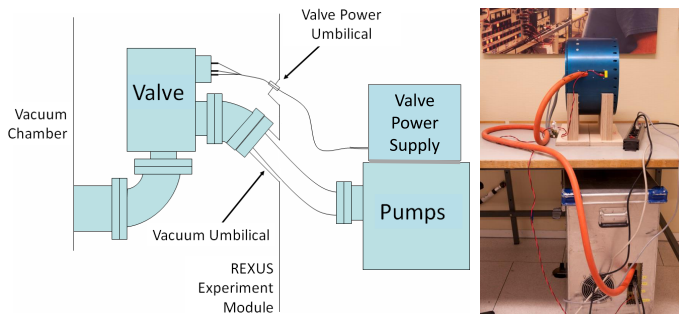 Valve Power
Umbilical
Valve
Vacuum
Chamber
Valve
Power
Supply
Pumps
Vacuum Umbilical
REXUS
Experiment
Module